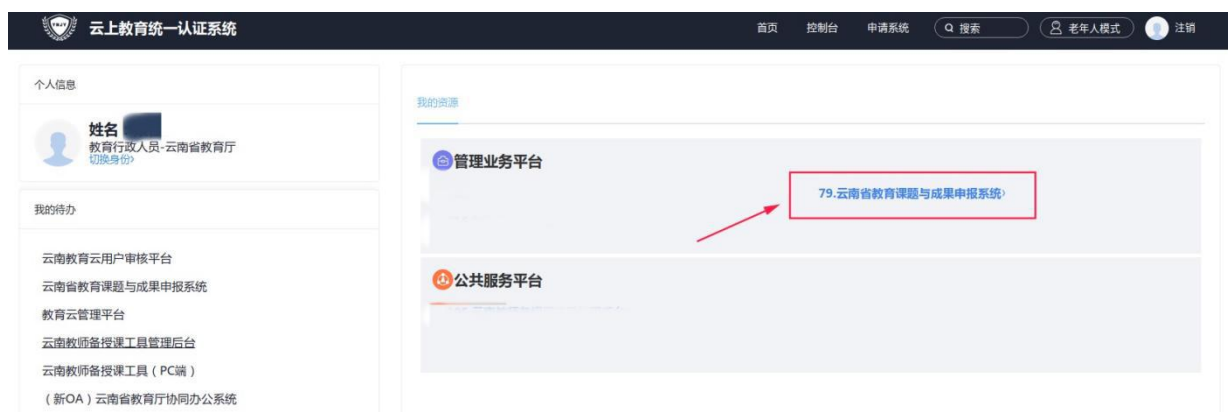 YSJY
云上教育统一认证系统
首页 控制台 申请系统 搜索 老年人模式 注销
个人信息
姓名
教育行政人员-云南省教育厅
切换身份>
我的待办
云南教育云用户审核平台
云南省教育课题与成果申报系统
教育云管理平台
云南教师备授课工具管理后台
云南教师备授课工具（PC端）
（新OA）云南省教育厅协同办公系统
我的资源
管理业务平台
79.云南省教育课题与成果申报系统>
公共服务平台